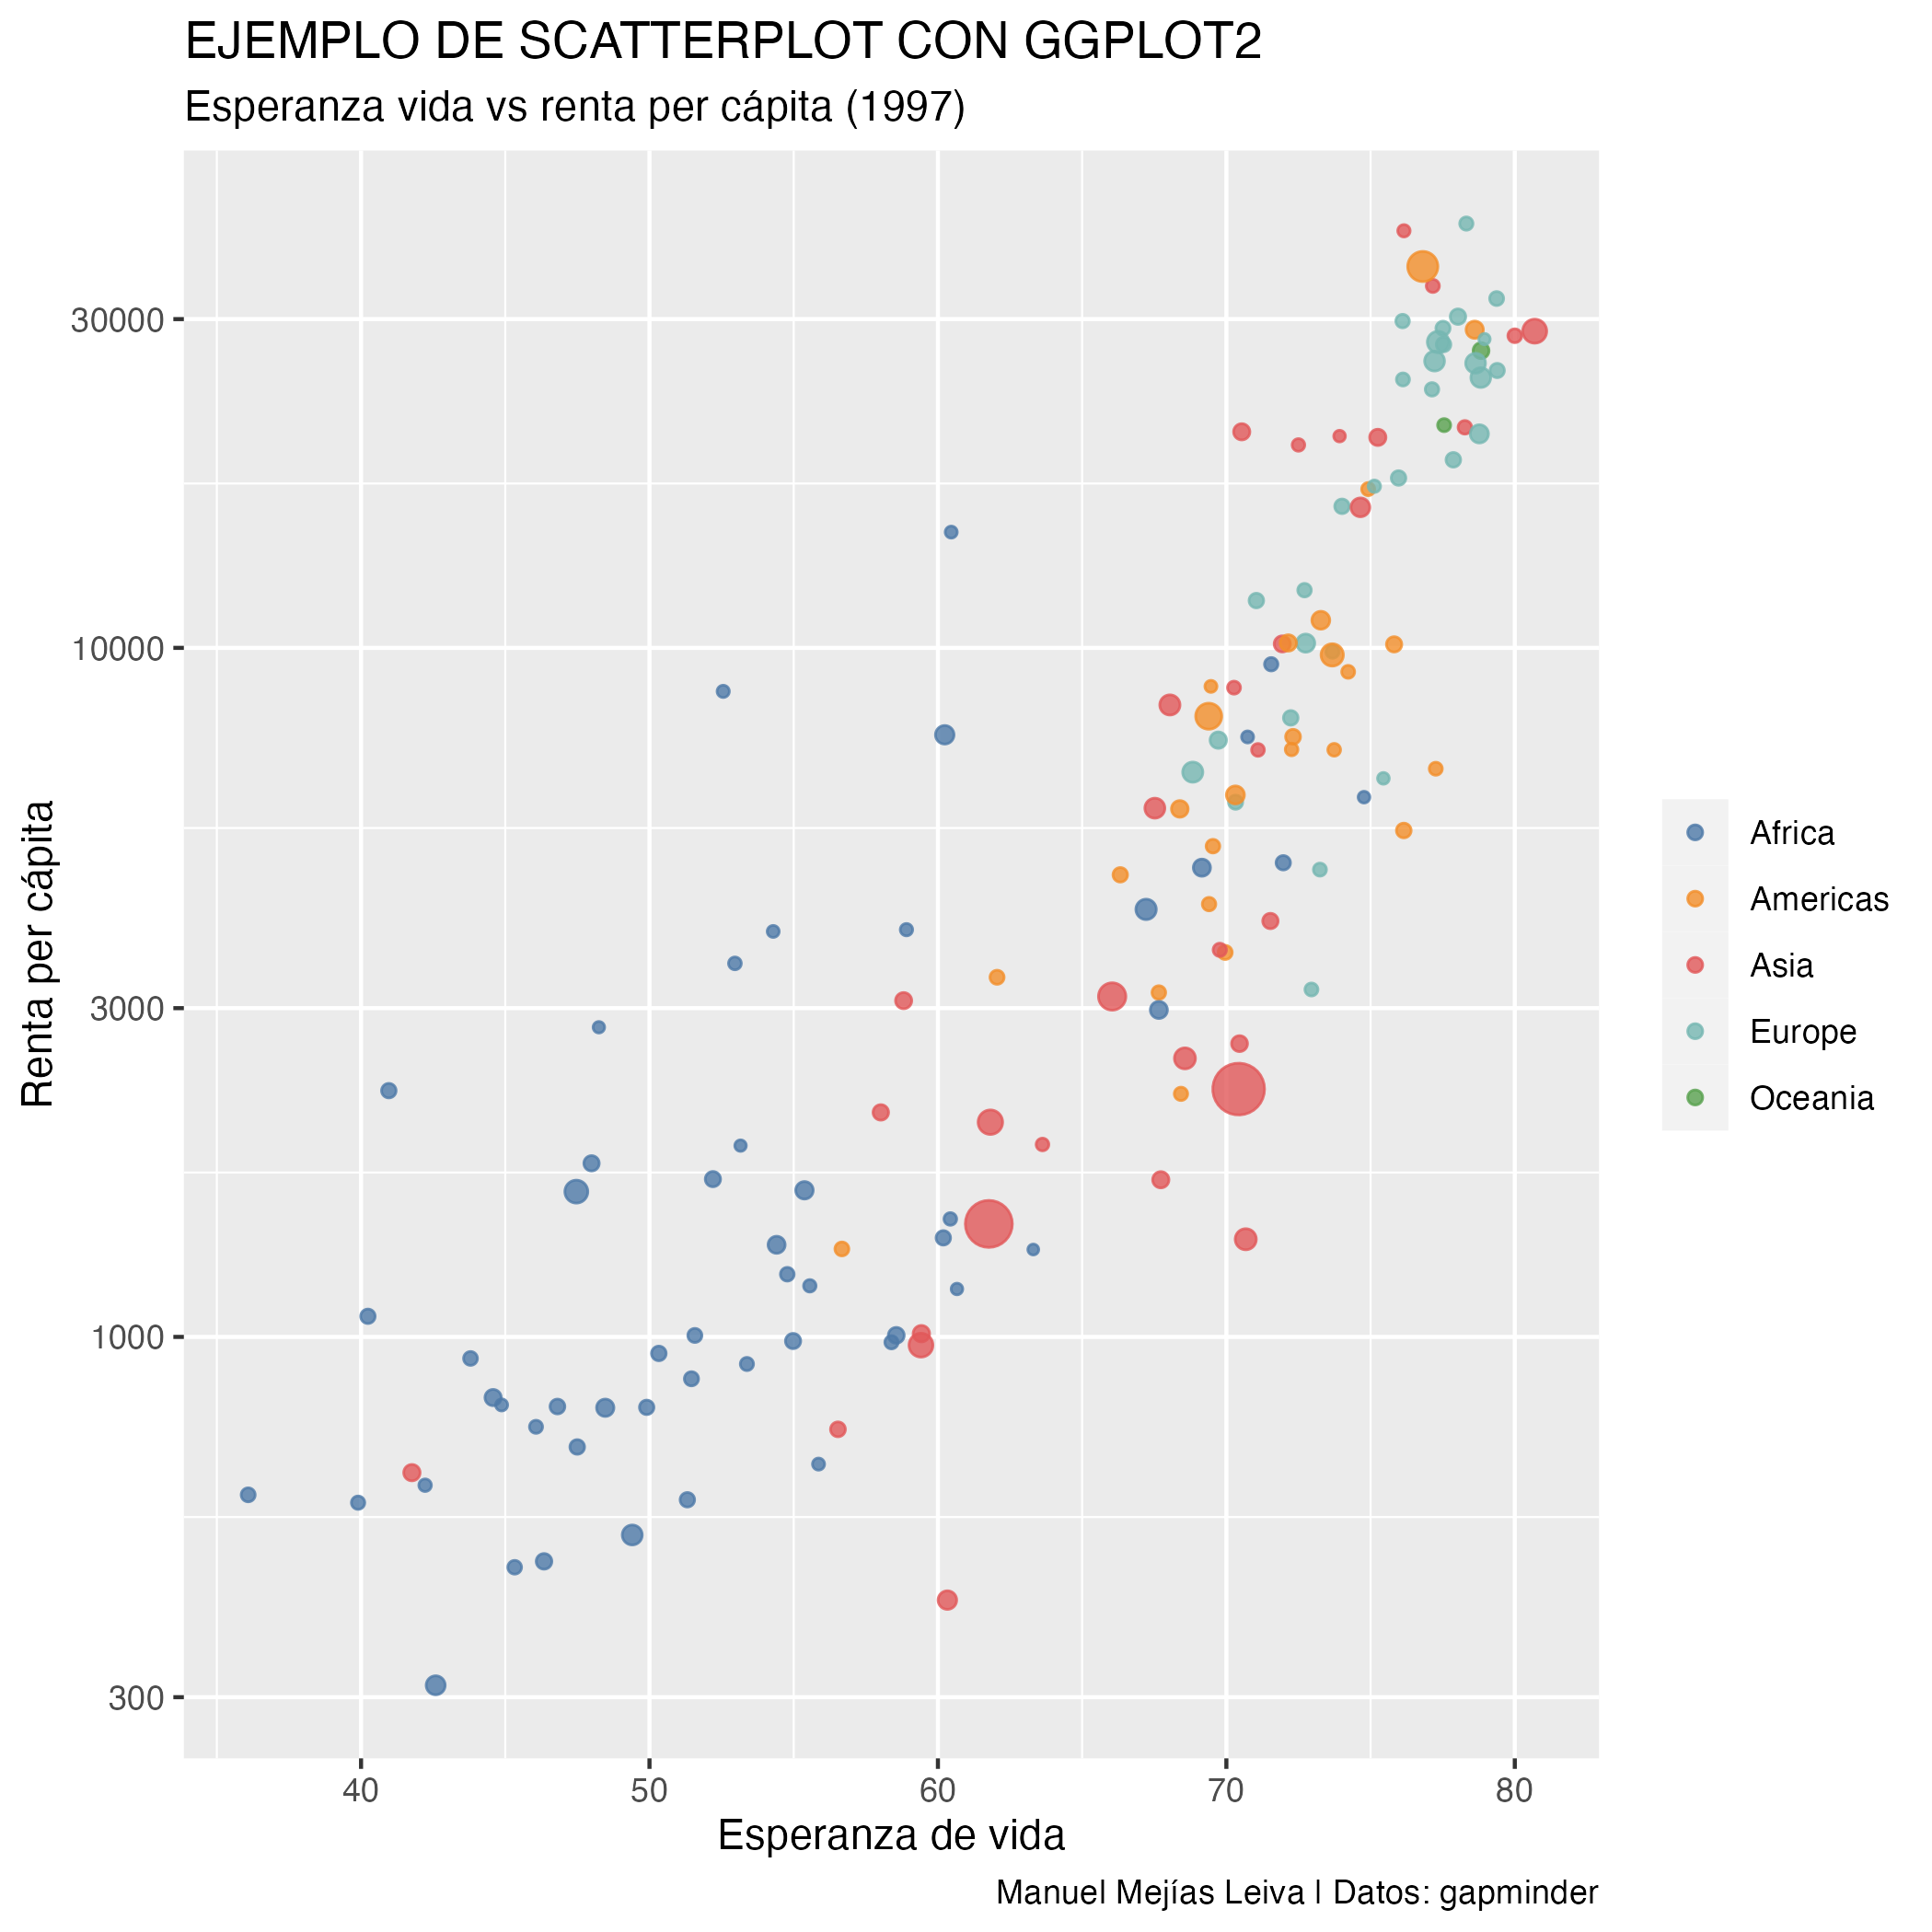 EJEMPLO DE SCATTERPLOT CON GGPLOT2
Esperanza vida vs renta per cápita (1997)
Renta per cápita
30000
10000
3000
1000
300
40 50 60 70 80
Esperanza de vida
Africa
Americas
Asia
Europe
Oceania
Manuel Mejías Leiva | Datos: gapminder